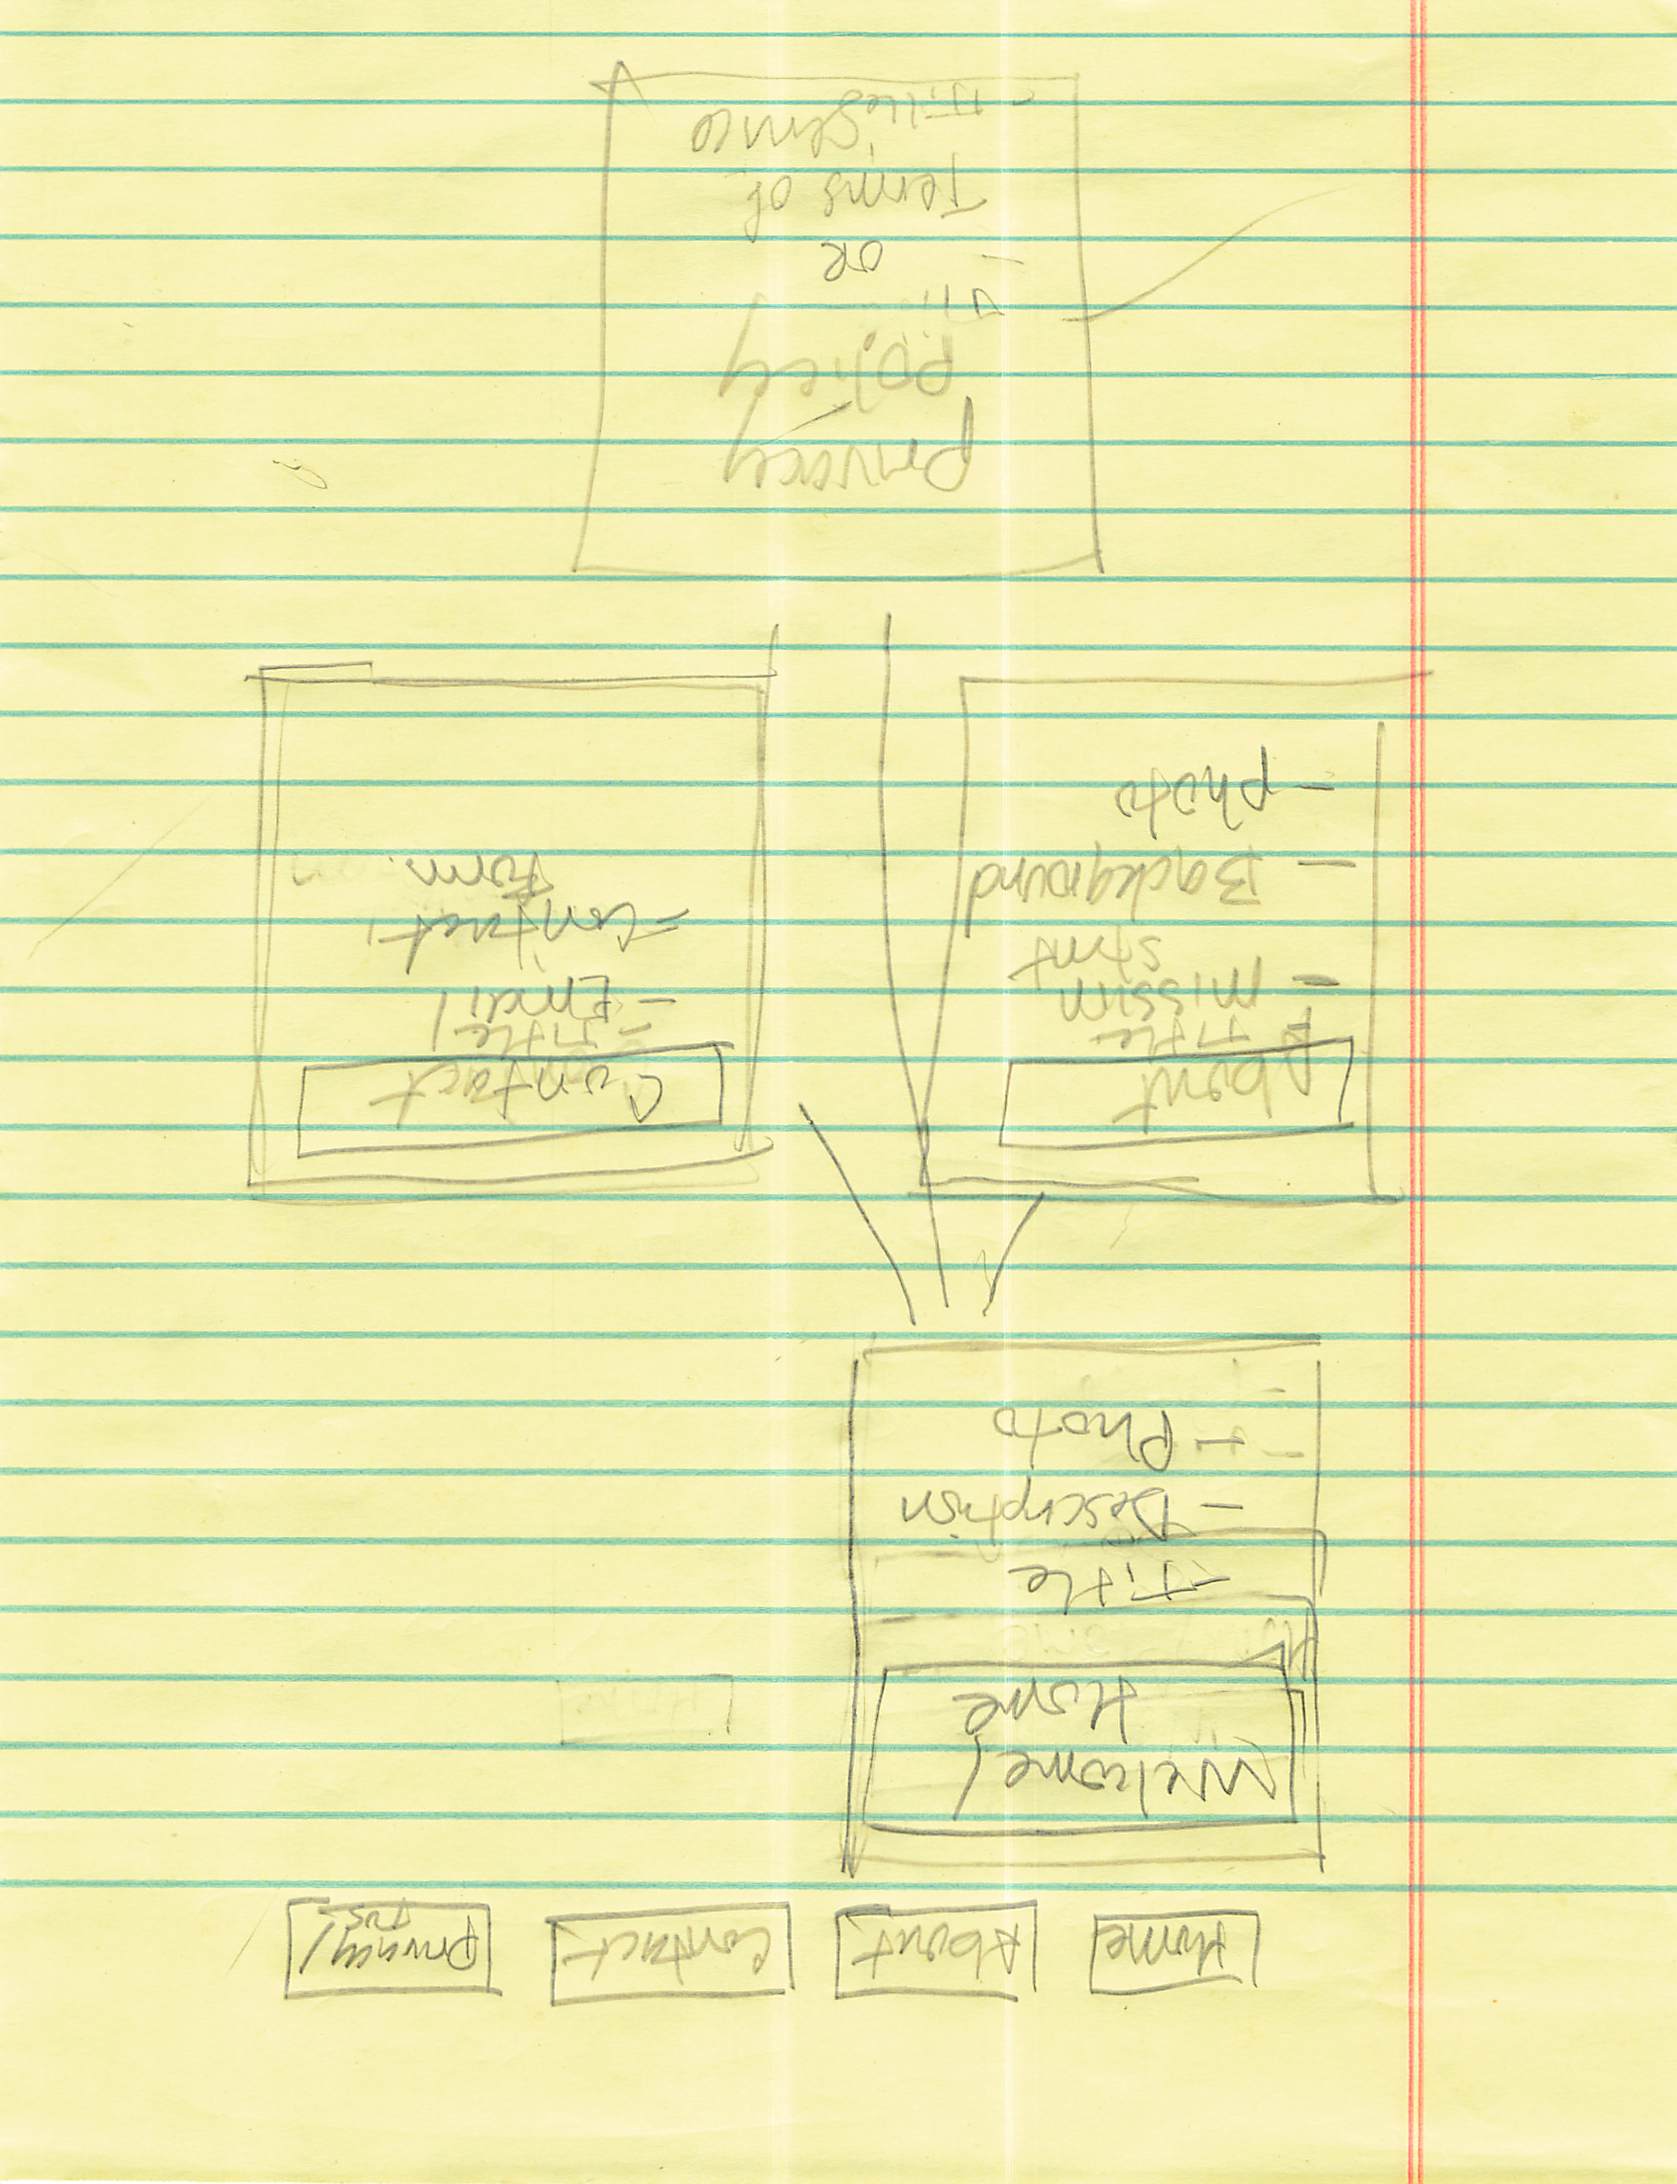 Home About Contact Privacy/
TOS
Welcome/
Home
- Title
- Description
- Photo
About
- Title
- Mission
Stmt
- Background
- photo
Contact
- Title
- Email
- Contact
Form
Privacy
Policy
OR
Terms of
Service
- Title